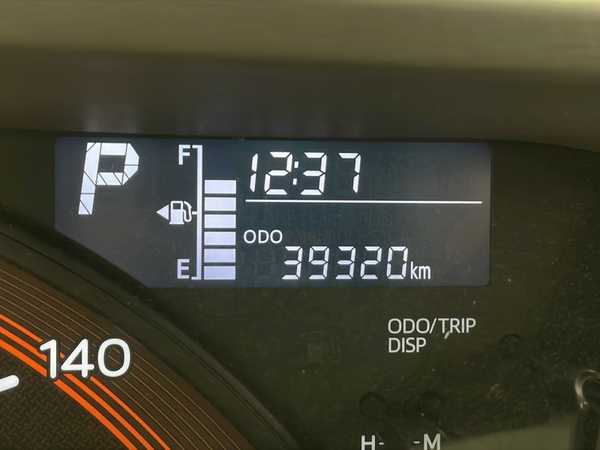 P
F
12:37
E
ODO
39320km
ODO/TRIP
DISP
140
H- -M